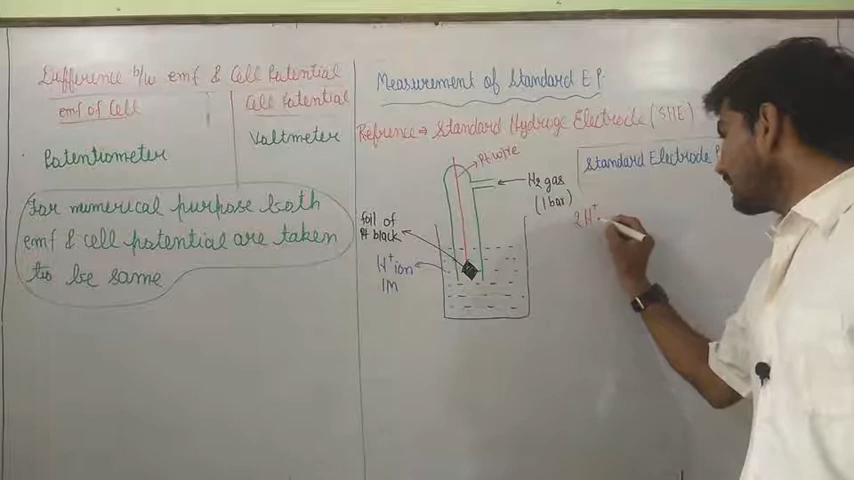 Difference b/w emf & Cell Potential
emf of Cell
Cell Potential
Potentiometer
Voltmeter
For numerical purpose both
emf & cell potential are taken
to be same
Measurement of Standard E.P.
Refrence → Standard Hydroge Electrode (SHE)
Pt wire
H2 gas
(1 bar)
foil of
Pt black
H+ ion
1M
Standard Electrode P
2H+